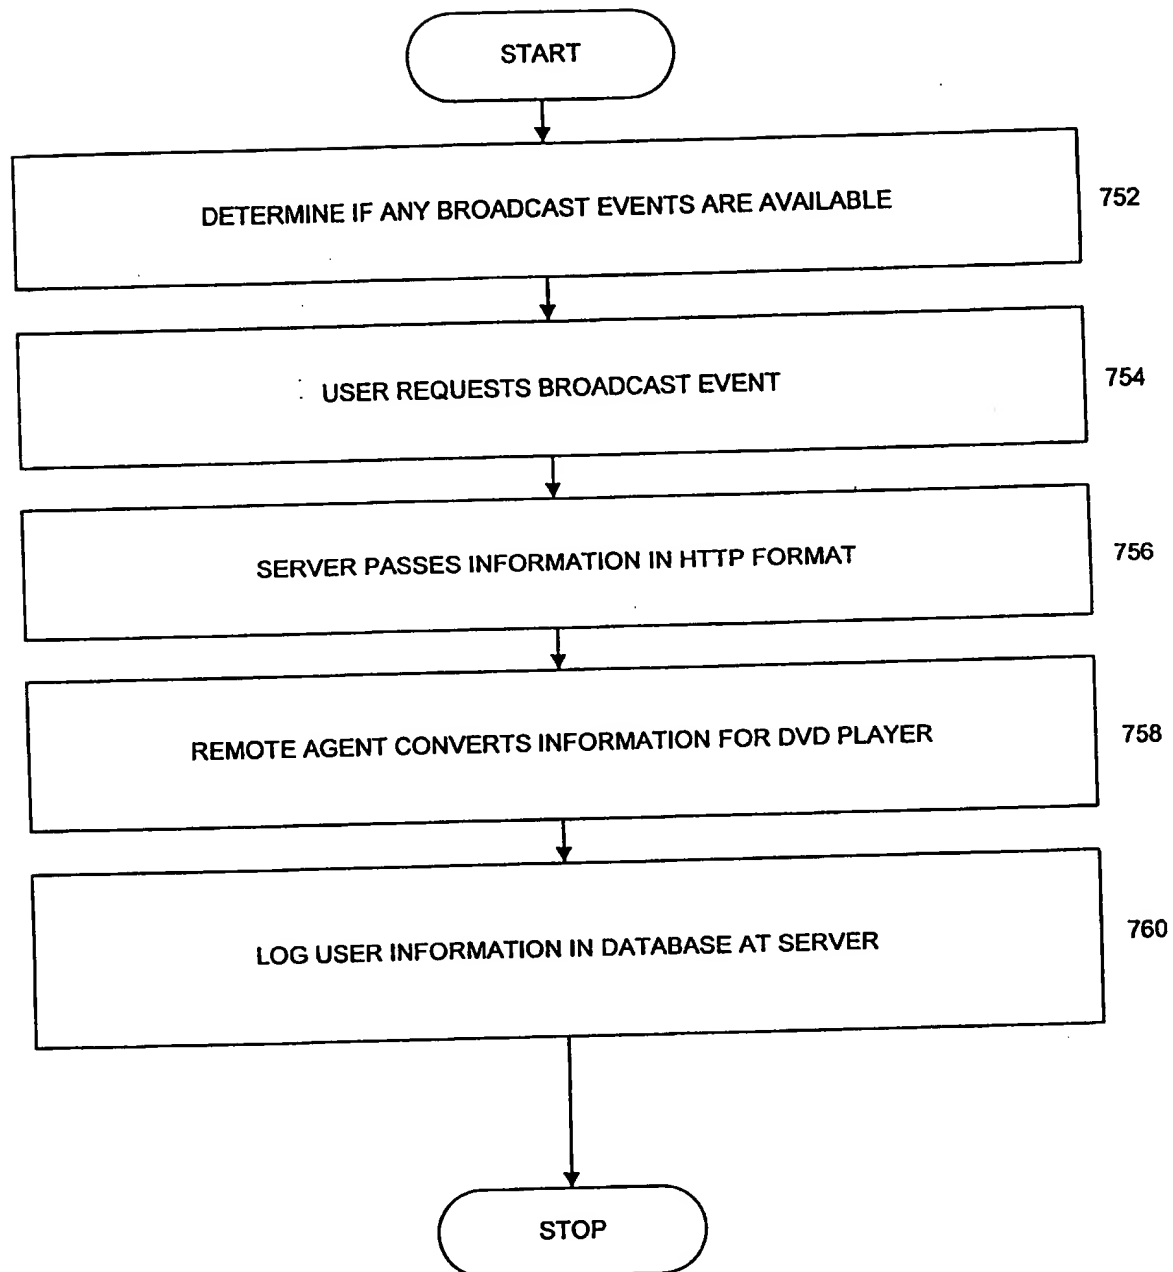 START
DETERMINE IF ANY BROADCAST EVENTS ARE AVAILABLE
752
USER REQUESTS BROADCAST EVENT
754
SERVER PASSES INFORMATION IN HTTP FORMAT
756
REMOTE AGENT CONVERTS INFORMATION FOR DVD PLAYER
758
LOG USER INFORMATION IN DATABASE AT SERVER
760
STOP